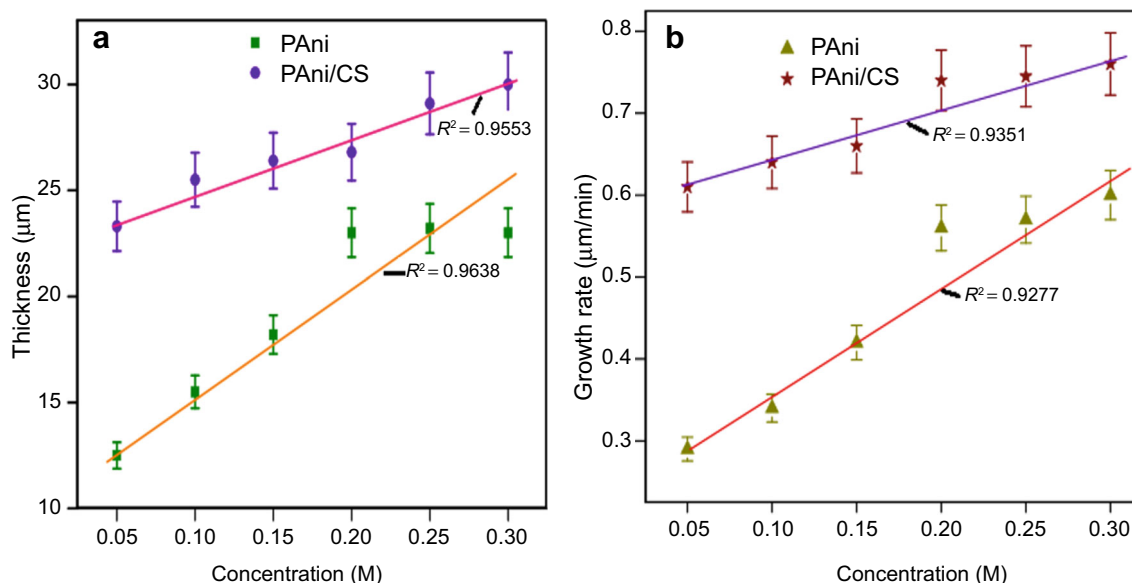 a
PAni
PAni/CS
R² = 0.9553
R² = 0.9638
30
25
20
15
10
Thickness (µm)
0.05 0.10 0.15 0.20 0.25 0.30
Concentration (M)
b
PAni
PAni/CS
R² = 0.9351
R² = 0.9277
0.8
0.7
0.6
0.5
0.4
0.3
Growth rate (µm/min)
0.05 0.10 0.15 0.20 0.25 0.30
Concentration (M)